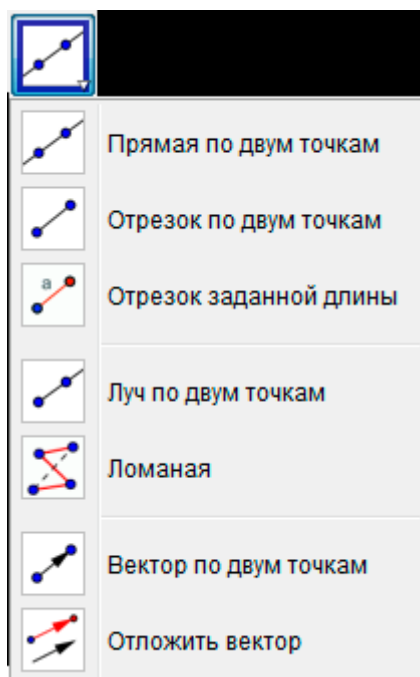 Прямая по двум точкам
Отрезок по двум точкам
a
Отрезок заданной длины
Луч по двум точкам
Ломаная
Вектор по двум точкам
Отложить вектор